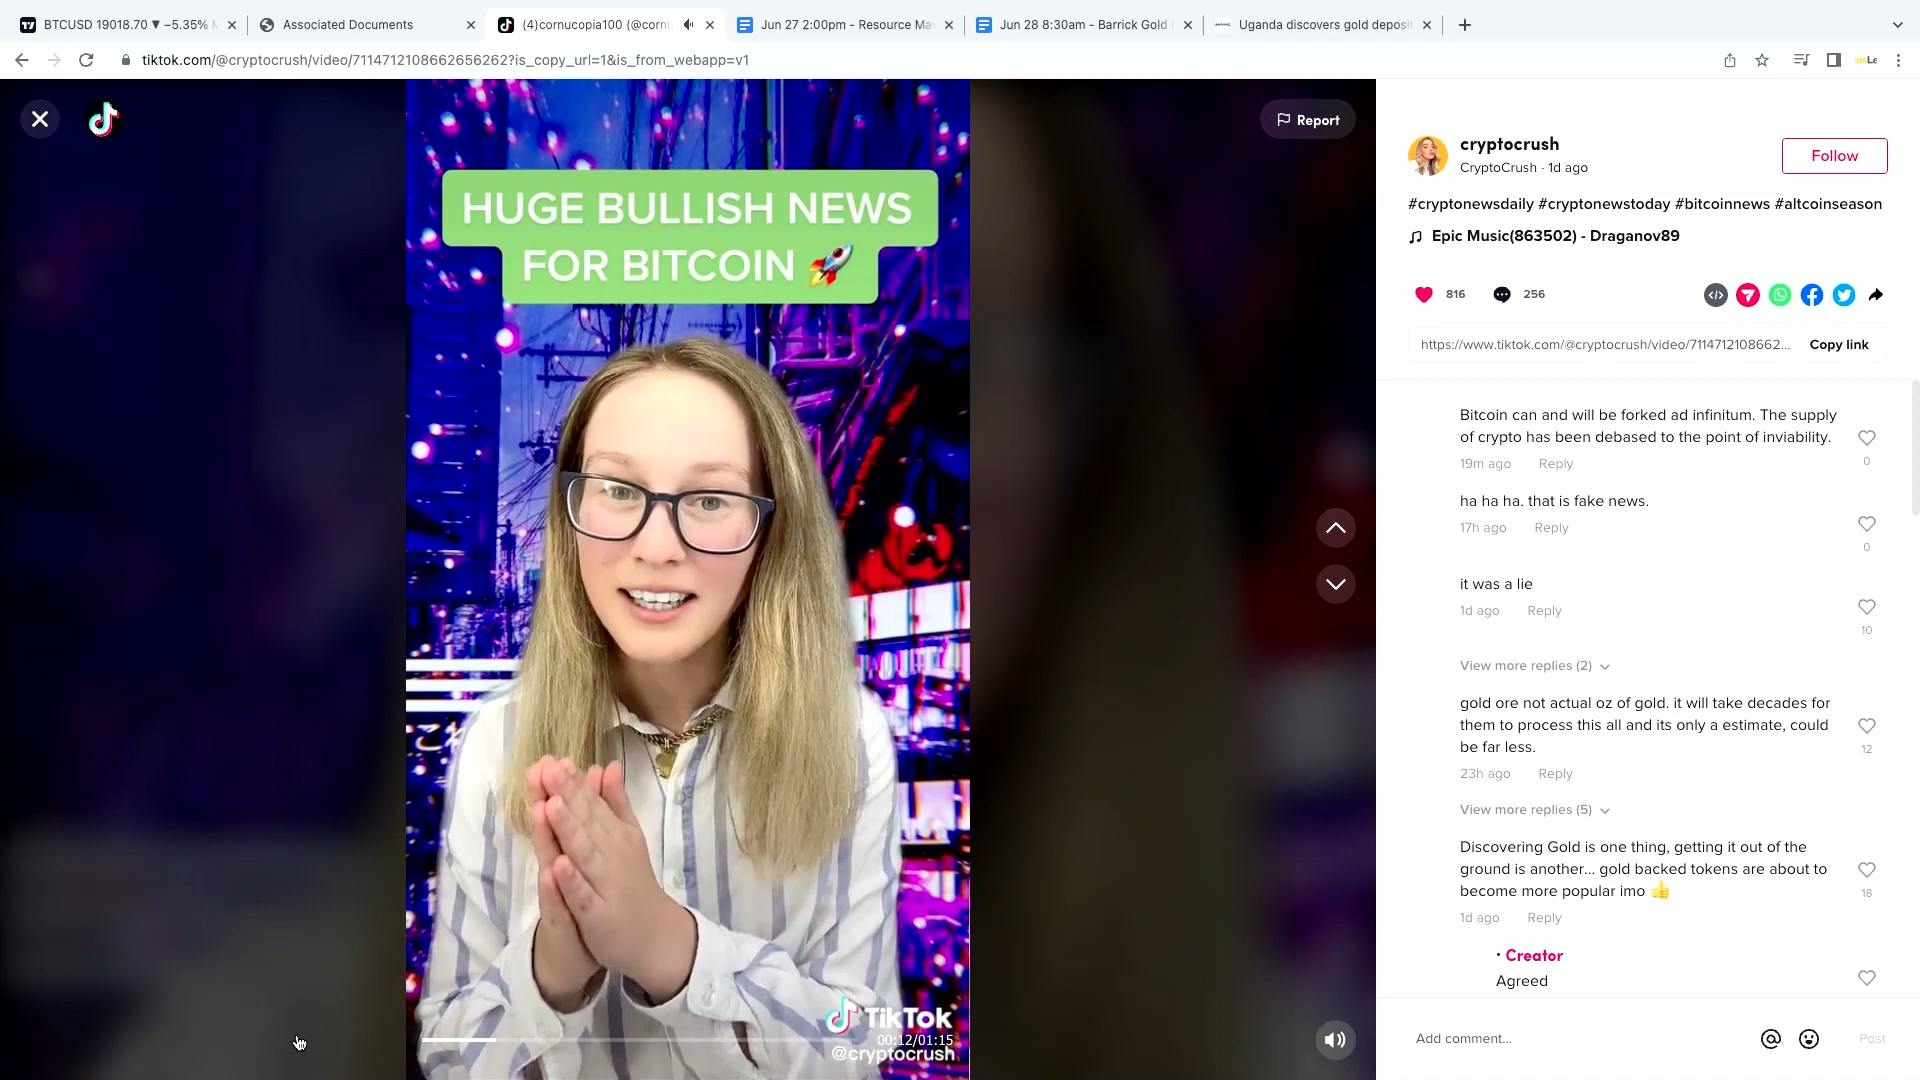 BTCUSD 19018.70 ▼ −5.35%
Associated Documents
(4)cornucopia100 (@cornu
Jun 27 2:00pm - Resource Ma
Jun 28 8:30am - Barrick Gold
Uganda discovers gold deposit
tiktok.com/@cryptocrush/video/7114712108662656262?is_copy_url=1&is_from_webapp=v1
Report
HUGE BULLISH NEWS
FOR BITCOIN 🚀
TikTok
00:12/01:15
@cryptocrush
cryptocrush
CryptoCrush · 1d ago
Follow
#cryptonewsdaily #cryptonewstoday #bitcoinnews #altcoinseason
Epic Music(863502) - Draganov89
816
256
https://www.tiktok.com/@cryptocrush/video/7114712108662...
Copy link
Bitcoin can and will be forked ad infinitum. The supply
of crypto has been debased to the point of inviability.
0
19m ago Reply
ha ha ha. that is fake news.
17h ago Reply
0
it was a lie
1d ago Reply
10
View more replies (2)
gold ore not actual oz of gold. it will take decades for
them to process this all and its only a estimate, could
be far less.
12
23h ago Reply
View more replies (5)
Discovering Gold is one thing, getting it out of the
ground is another... gold backed tokens are about to
become more popular imo 👍
18
1d ago Reply
· Creator
Agreed
Add comment...
Post